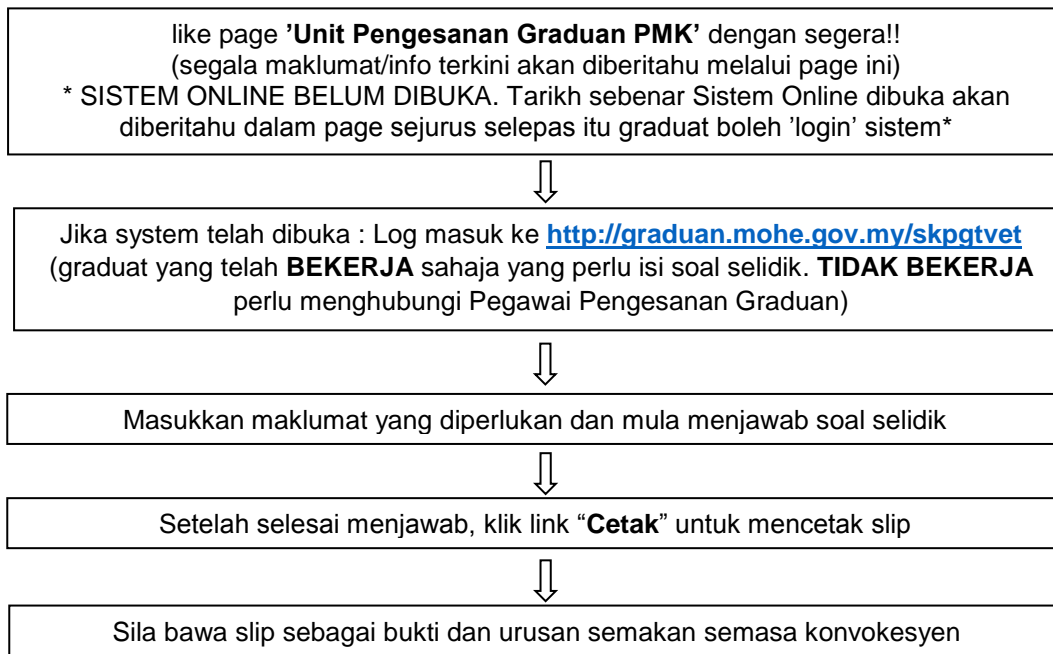 like page ’Unit Pengesanan Graduan PMK’ dengan segera!!
(segala maklumat/info terkini akan diberitahu melalui page ini)
* SISTEM ONLINE BELUM DIBUKA. Tarikh sebenar Sistem Online dibuka akan
diberitahu dalam page sejurus selepas itu graduat boleh ’login’ sistem*
Jika system telah dibuka : Log masuk ke http://graduan.mohe.gov.my/skpgtvet
(graduat yang telah BEKERJA sahaja yang perlu isi soal selidik. TIDAK BEKERJA
perlu menghubungi Pegawai Pengesanan Graduan)
Masukkan maklumat yang diperlukan dan mula menjawab soal selidik
Setelah selesai menjawab, klik link “Cetak” untuk mencetak slip
Sila bawa slip sebagai bukti dan urusan semakan semasa konvokesyen